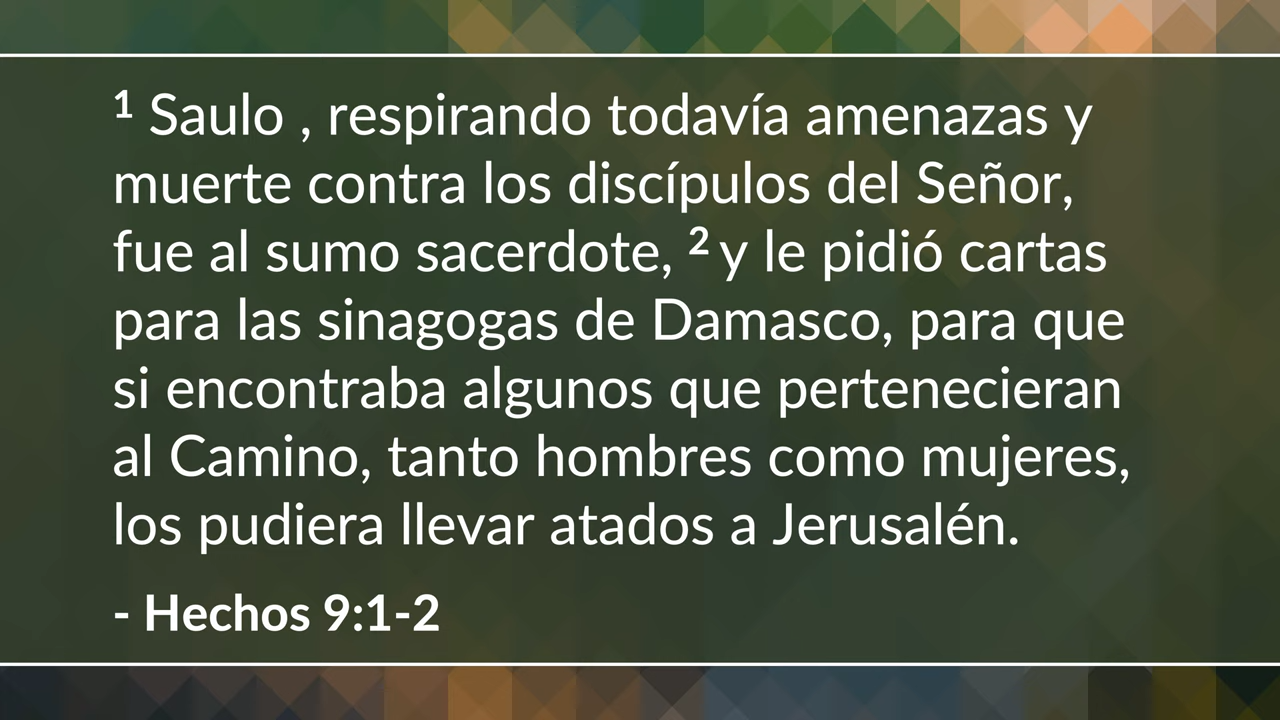 ¹ Saulo , respirando todavía amenazas y
muerte contra los discípulos del Señor,
fue al sumo sacerdote, ² y le pidió cartas
para las sinagogas de Damasco, para que
si encontraba algunos que pertenecieran
al Camino, tanto hombres como mujeres,
los pudiera llevar atados a Jerusalén.
- Hechos 9:1-2